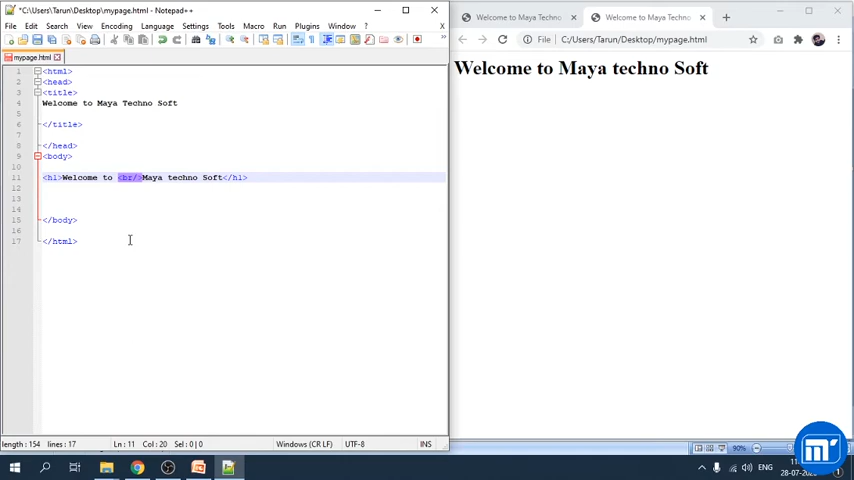 *C:\Users\Tarun\Desktop\mypage.html - Notepad++
File Edit Search View Encoding Language Settings Tools Macro Run Plugins Window ? X
mypage.html
1 <html>
2 <head>
3 <title>
4 Welcome to Maya Techno Soft
5
6 </title>
7
8 </head>
9 <body>
10
11 <h1>Welcome to <br/>Maya techno Soft</h1>
12
13
14
15 </body>
16
17 </html>
length : 154 lines : 17 Ln : 11 Col : 20 Sel : 0 | 0 Windows (CR LF) UTF-8 INS
Welcome to Maya Techno
Welcome to Maya Techno
File C:/Users/Tarun/Desktop/mypage.html
Welcome to Maya techno Soft
90%
ENG
28-07-20